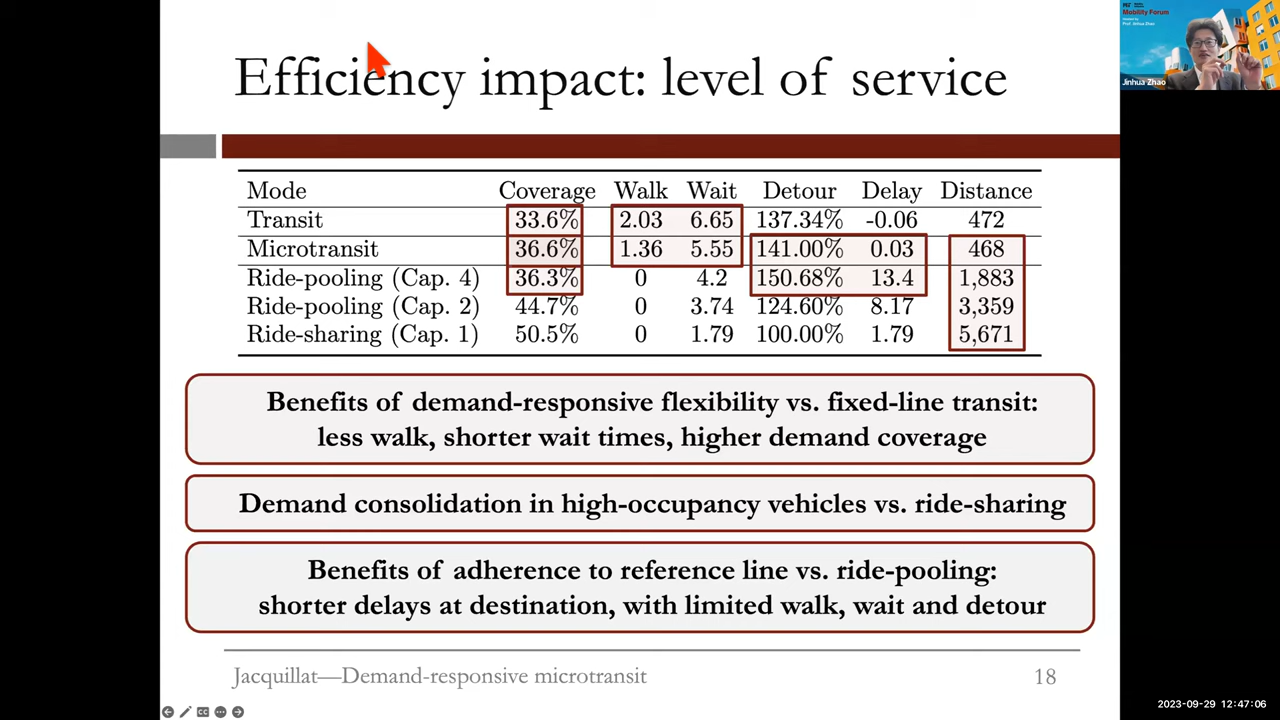 Efficiency impact: level of service
Mode Coverage Walk Wait Detour Delay Distance
Transit 33.6% 2.03 6.65 137.34% -0.06 472
Microtransit 36.6% 1.36 5.55 141.00% 0.03 468
Ride-pooling (Cap. 4) 36.3% 0 4.2 150.68% 13.4 1,883
Ride-pooling (Cap. 2) 44.7% 0 3.74 124.60% 8.17 3,359
Ride-sharing (Cap. 1) 50.5% 0 1.79 100.00% 1.79 5,671
Benefits of demand-responsive flexibility vs. fixed-line transit:
less walk, shorter wait times, higher demand coverage
Demand consolidation in high-occupancy vehicles vs. ride-sharing
Benefits of adherence to reference line vs. ride-pooling:
shorter delays at destination, with limited walk, wait and detour
Jacquillat—Demand-responsive microtransit 18
Mobility Forum
Prof. Jinhua Zhao
Jinhua Zhao
2023-09-29 12:47:06